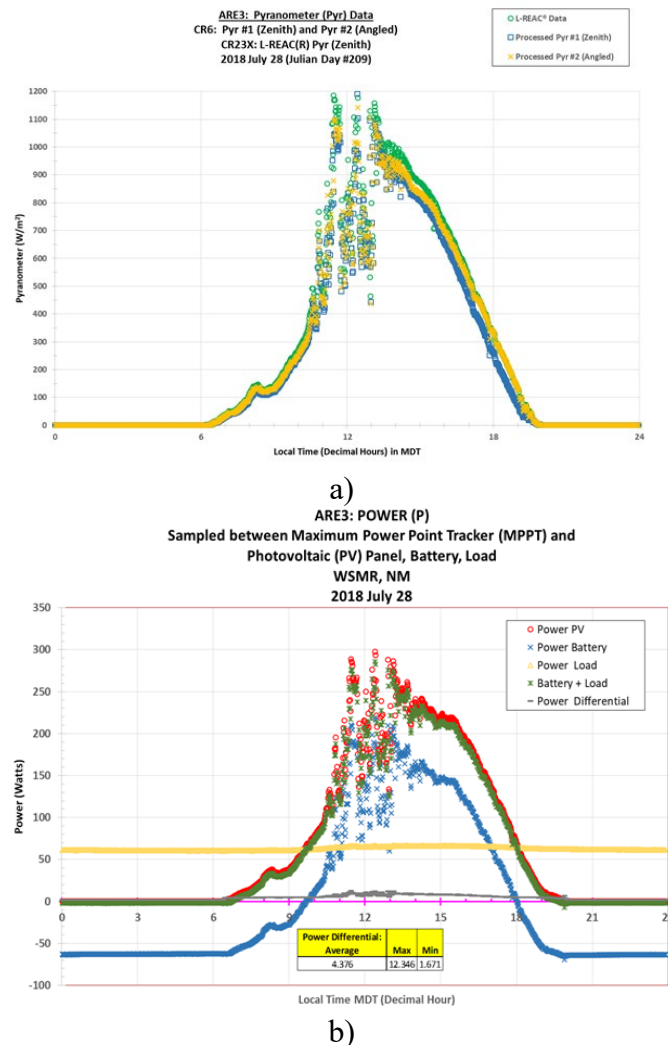 ARE3: Pyranometer (Pyr) Data
CR6: Pyr #1 (Zenith) and Pyr #2 (Angled)
CR23X: L-REAC(R) Pyr (Zenith)
2018 July 28 (Julian Day #209)
L-REAC® Data
Processed Pyr #1 (Zenith)
Processed Pyr #2 (Angled)
Pyranometer (W/m²)
1200
1100
1000
900
800
700
600
500
400
300
200
100
0
0 6 12 18 24
Local Time (Decimal Hours) in MDT
a)
ARE3: POWER (P)
Sampled between Maximum Power Point Tracker (MPPT) and
Photovoltaic (PV) Panel, Battery, Load
WSMR, NM
2018 July 28
Power PV
Power Battery
Power Load
Battery + Load
Power Differential
Power (Watts)
350
300
250
200
150
100
50
0
-50
-100
0 3 6 9 12 15 18 21 24
Power Differential:
Average Max Min
4.376 12.346 1.671
Local Time MDT (Decimal Hour)
b)